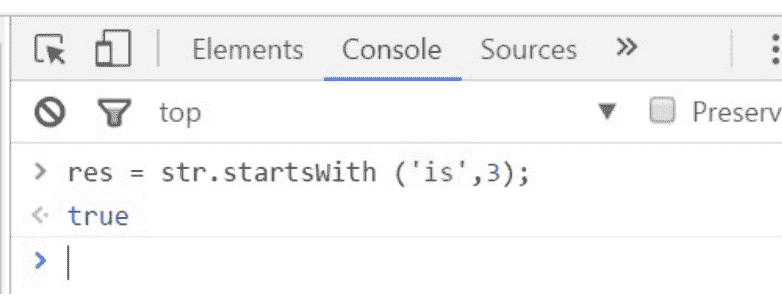 Elements Console Sources »
top ▼ Preserv
> res = str.startsWith ('is',3);
<· true
>